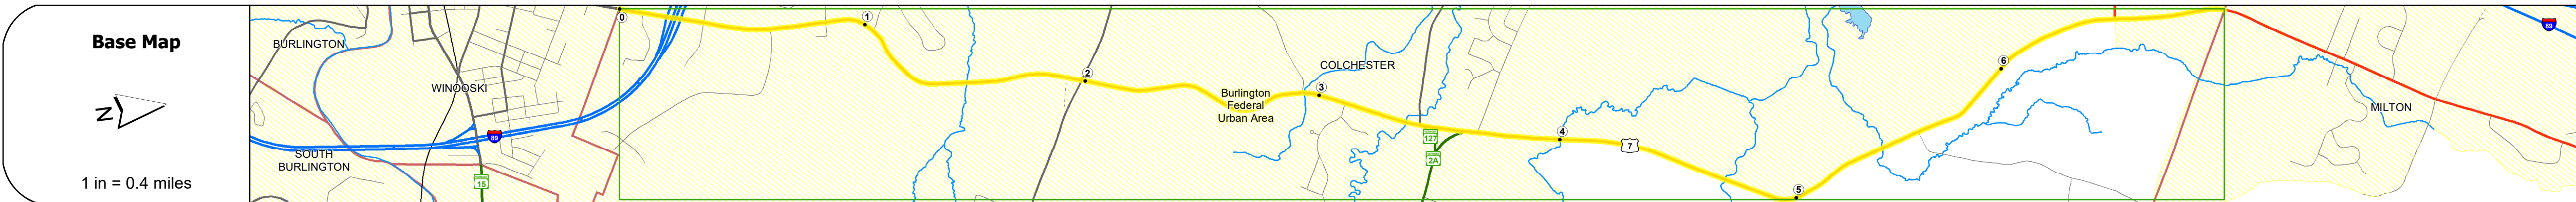 Base Map
N
1 in = 0.4 miles
BURLINGTON
WINOOSKI
SOUTH
BURLINGTON
89
15
0
1
2
Burlington
Federal
Urban Area
3
COLCHESTER
127
2A
4
7
5
6
MILTON
89